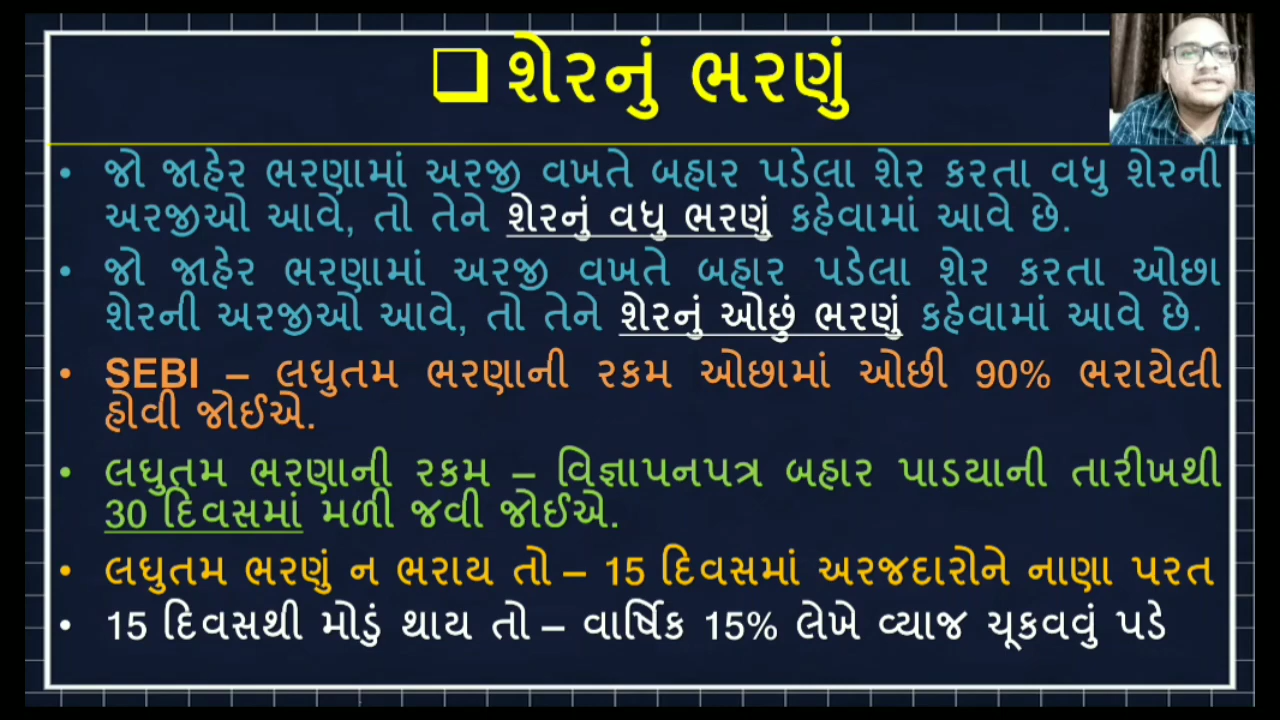 ❑ શેરનું ભરણું
• જો જાહેર ભરણામાં અરજી વખતે બહાર પડેલા શેર કરતા વધુ શેરની
અરજીઓ આવે, તો તેને શેરનું વધુ ભરણું કહેવામાં આવે છે.
• જો જાહેર ભરણામાં અરજી વખતે બહાર પડેલા શેર કરતા ઓછા
શેરની અરજીઓ આવે, તો તેને શેરનું ઓછું ભરણું કહેવામાં આવે છે.
• SEBI – લઘુતમ ભરણાની રકમ ઓછામાં ઓછી 90% ભરાયેલી
હોવી જોઈએ.
• લઘુતમ ભરણાની રકમ – વિજ્ઞાપનપત્ર બહાર પાડયાની તારીખથી
30 દિવસમાં મળી જવી જોઈએ.
• લઘુતમ ભરણું ન ભરાય તો – 15 દિવસમાં અરજદારોને નાણા પરત
• 15 દિવસથી મોડું થાય તો – વાર્ષિક 15% લેખે વ્યાજ ચૂકવવું પડે